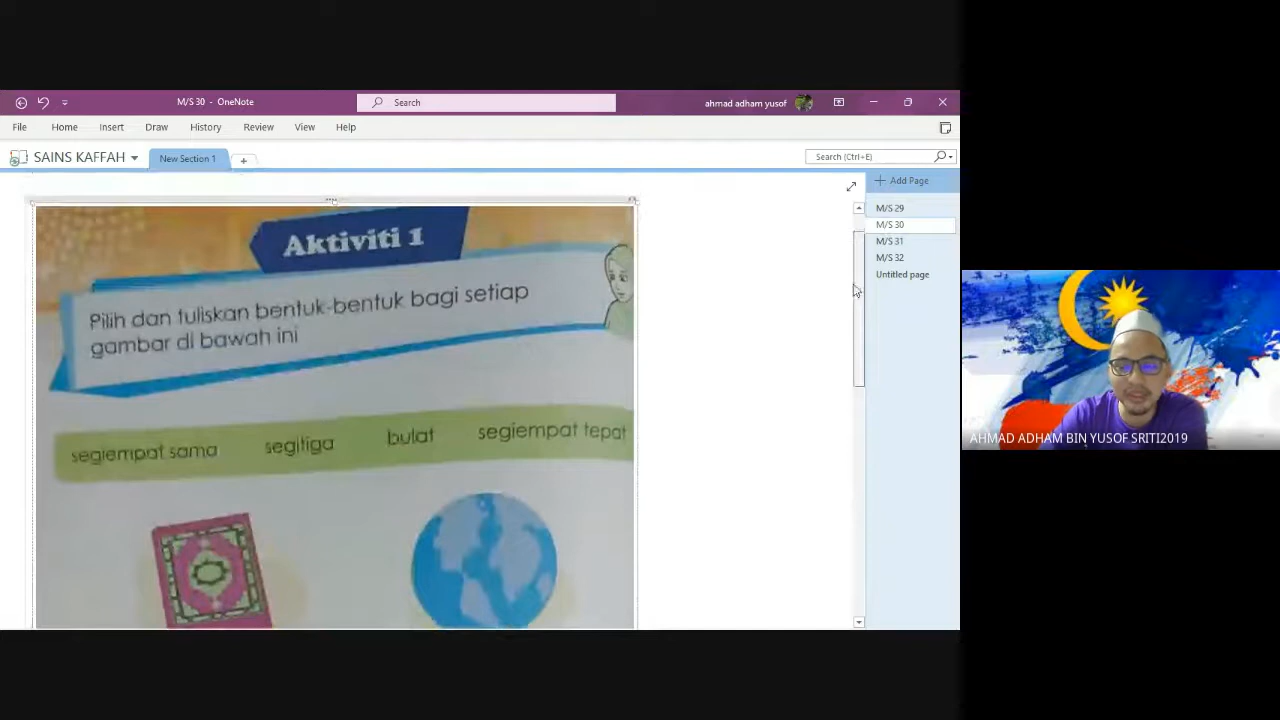 M/S 30 - OneNote
Search
ahmad adham yusof
File Home Insert Draw History Review View Help
SAINS KAFFAH
New Section 1
Search (Ctrl+E)
Add Page
M/S 29
M/S 30
M/S 31
M/S 32
Untitled page
Aktiviti 1
Pilih dan tuliskan bentuk-bentuk bagi setiap
gambar di bawah ini
segiempat sama segitiga bulat segiempat tepat
AHMAD ADHAM BIN YUSOF SRITI2019